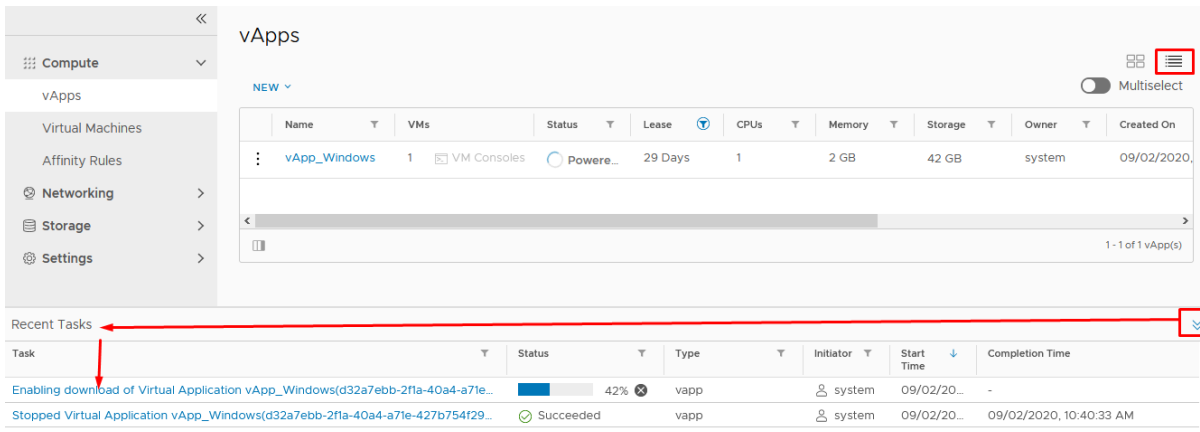 vApps
Compute
vApps
Virtual Machines
Affinity Rules
Networking
Storage
Settings
NEW
Multiselect
Name VMs Status Lease CPUs Memory Storage Owner Created On
vApp_Windows 1 VM Consoles Powere... 29 Days 1 2 GB 42 GB system 09/02/2020,
1 - 1 of 1 vApp(s)
Recent Tasks
Task Status Type Initiator Start Time Completion Time
Enabling download of Virtual Application vApp_Windows(d32a7ebb-2f1a-40a4-a71e... 42% vapp system 09/02/20... -
Stopped Virtual Application vApp_Windows(d32a7ebb-2f1a-40a4-a71e-427b754f29... Succeeded vapp system 09/02/20... 09/02/2020, 10:40:33 AM